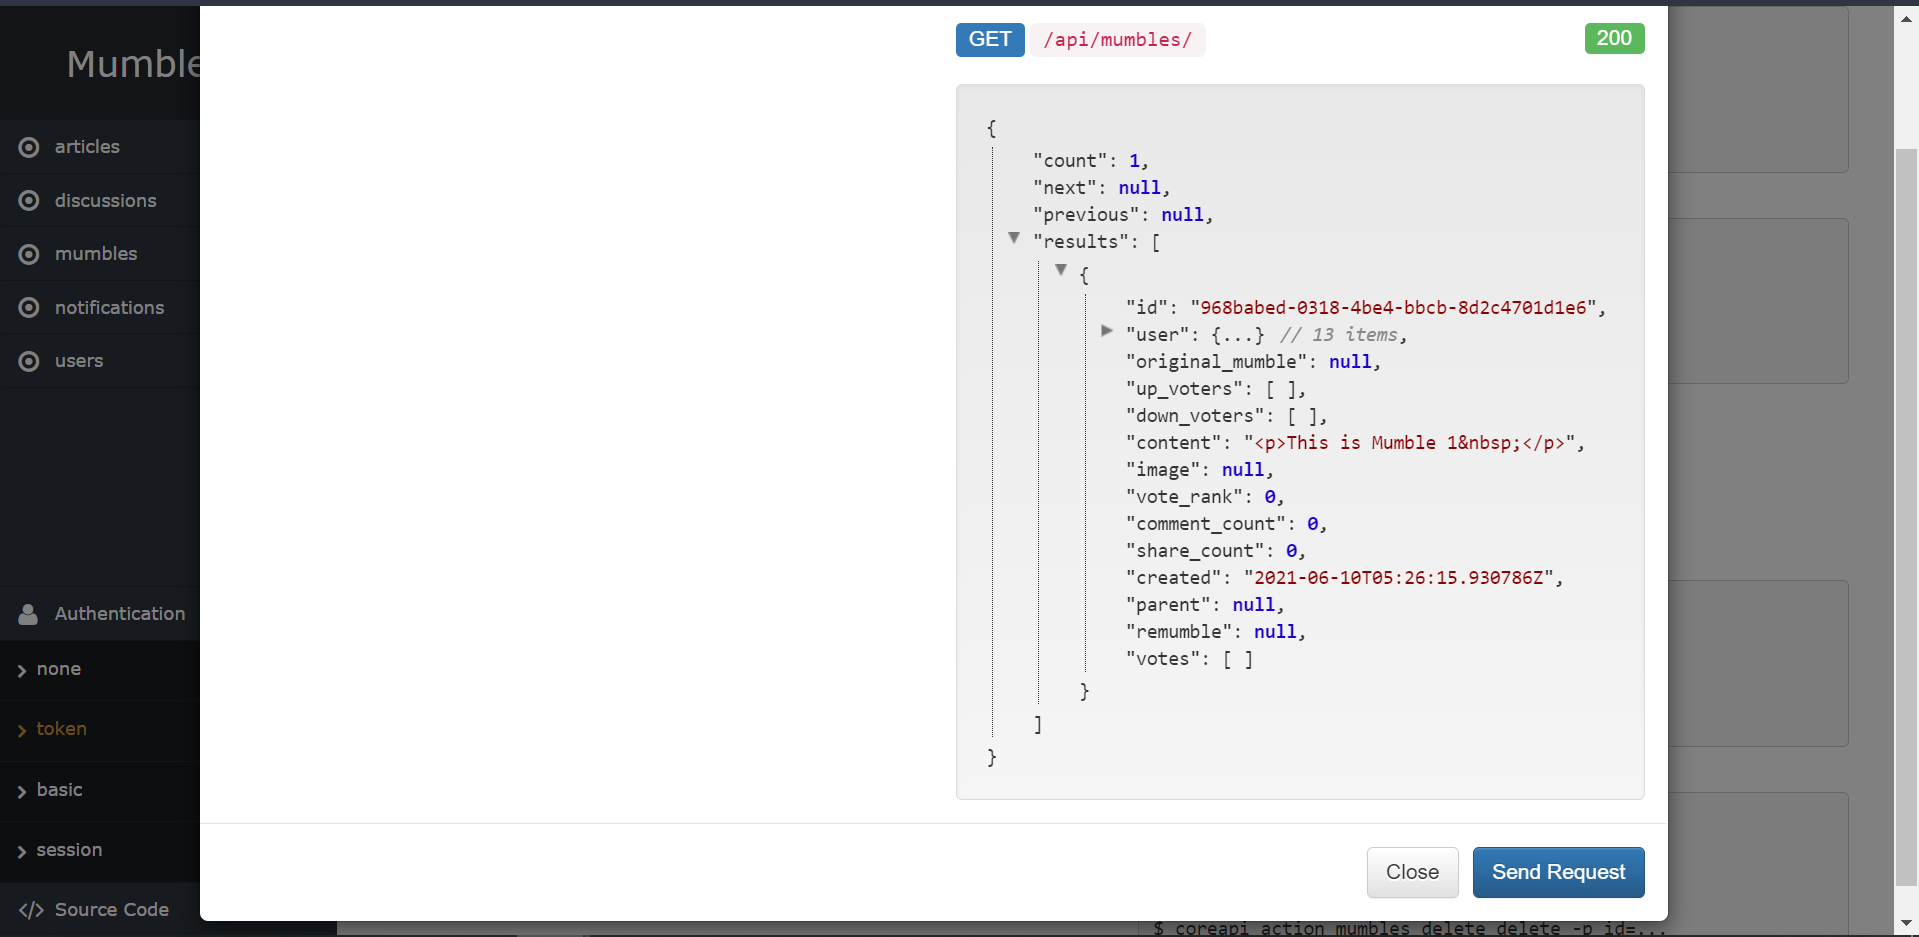 Mumble
articles
discussions
mumbles
notifications
users
Authentication
none
token
basic
session
</> Source Code
GET /api/mumbles/ 200
{
"count": 1,
"next": null,
"previous": null,
"results": [
{
"id": "968babed-0318-4be4-bbcb-8d2c4701d1e6",
"user": {...} // 13 items,
"original_mumble": null,
"up_voters": [ ],
"down_voters": [ ],
"content": "<p>This is Mumble 1&nbsp;</p>",
"image": null,
"vote_rank": 0,
"comment_count": 0,
"share_count": 0,
"created": "2021-06-10T05:26:15.930786Z",
"parent": null,
"remumble": null,
"votes": [ ]
}
]
}
Close Send Request
$ coreapi action mumbles delete delete -p id=...